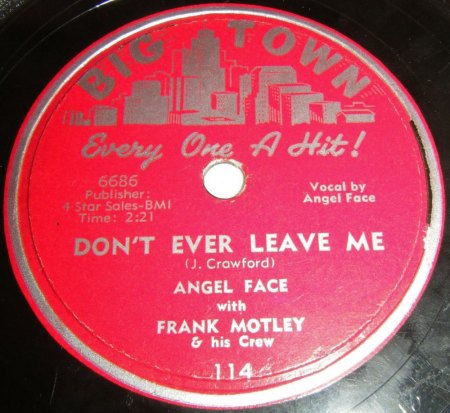 BIG TOWN
Every One A Hit!
6686
Publisher:
4 Star Sales-BMI
Time: 2:21
Vocal by
Angel Face
DON'T EVER LEAVE ME
(J. Crawford)
ANGEL FACE
with
FRANK MOTLEY
& his Crew
114